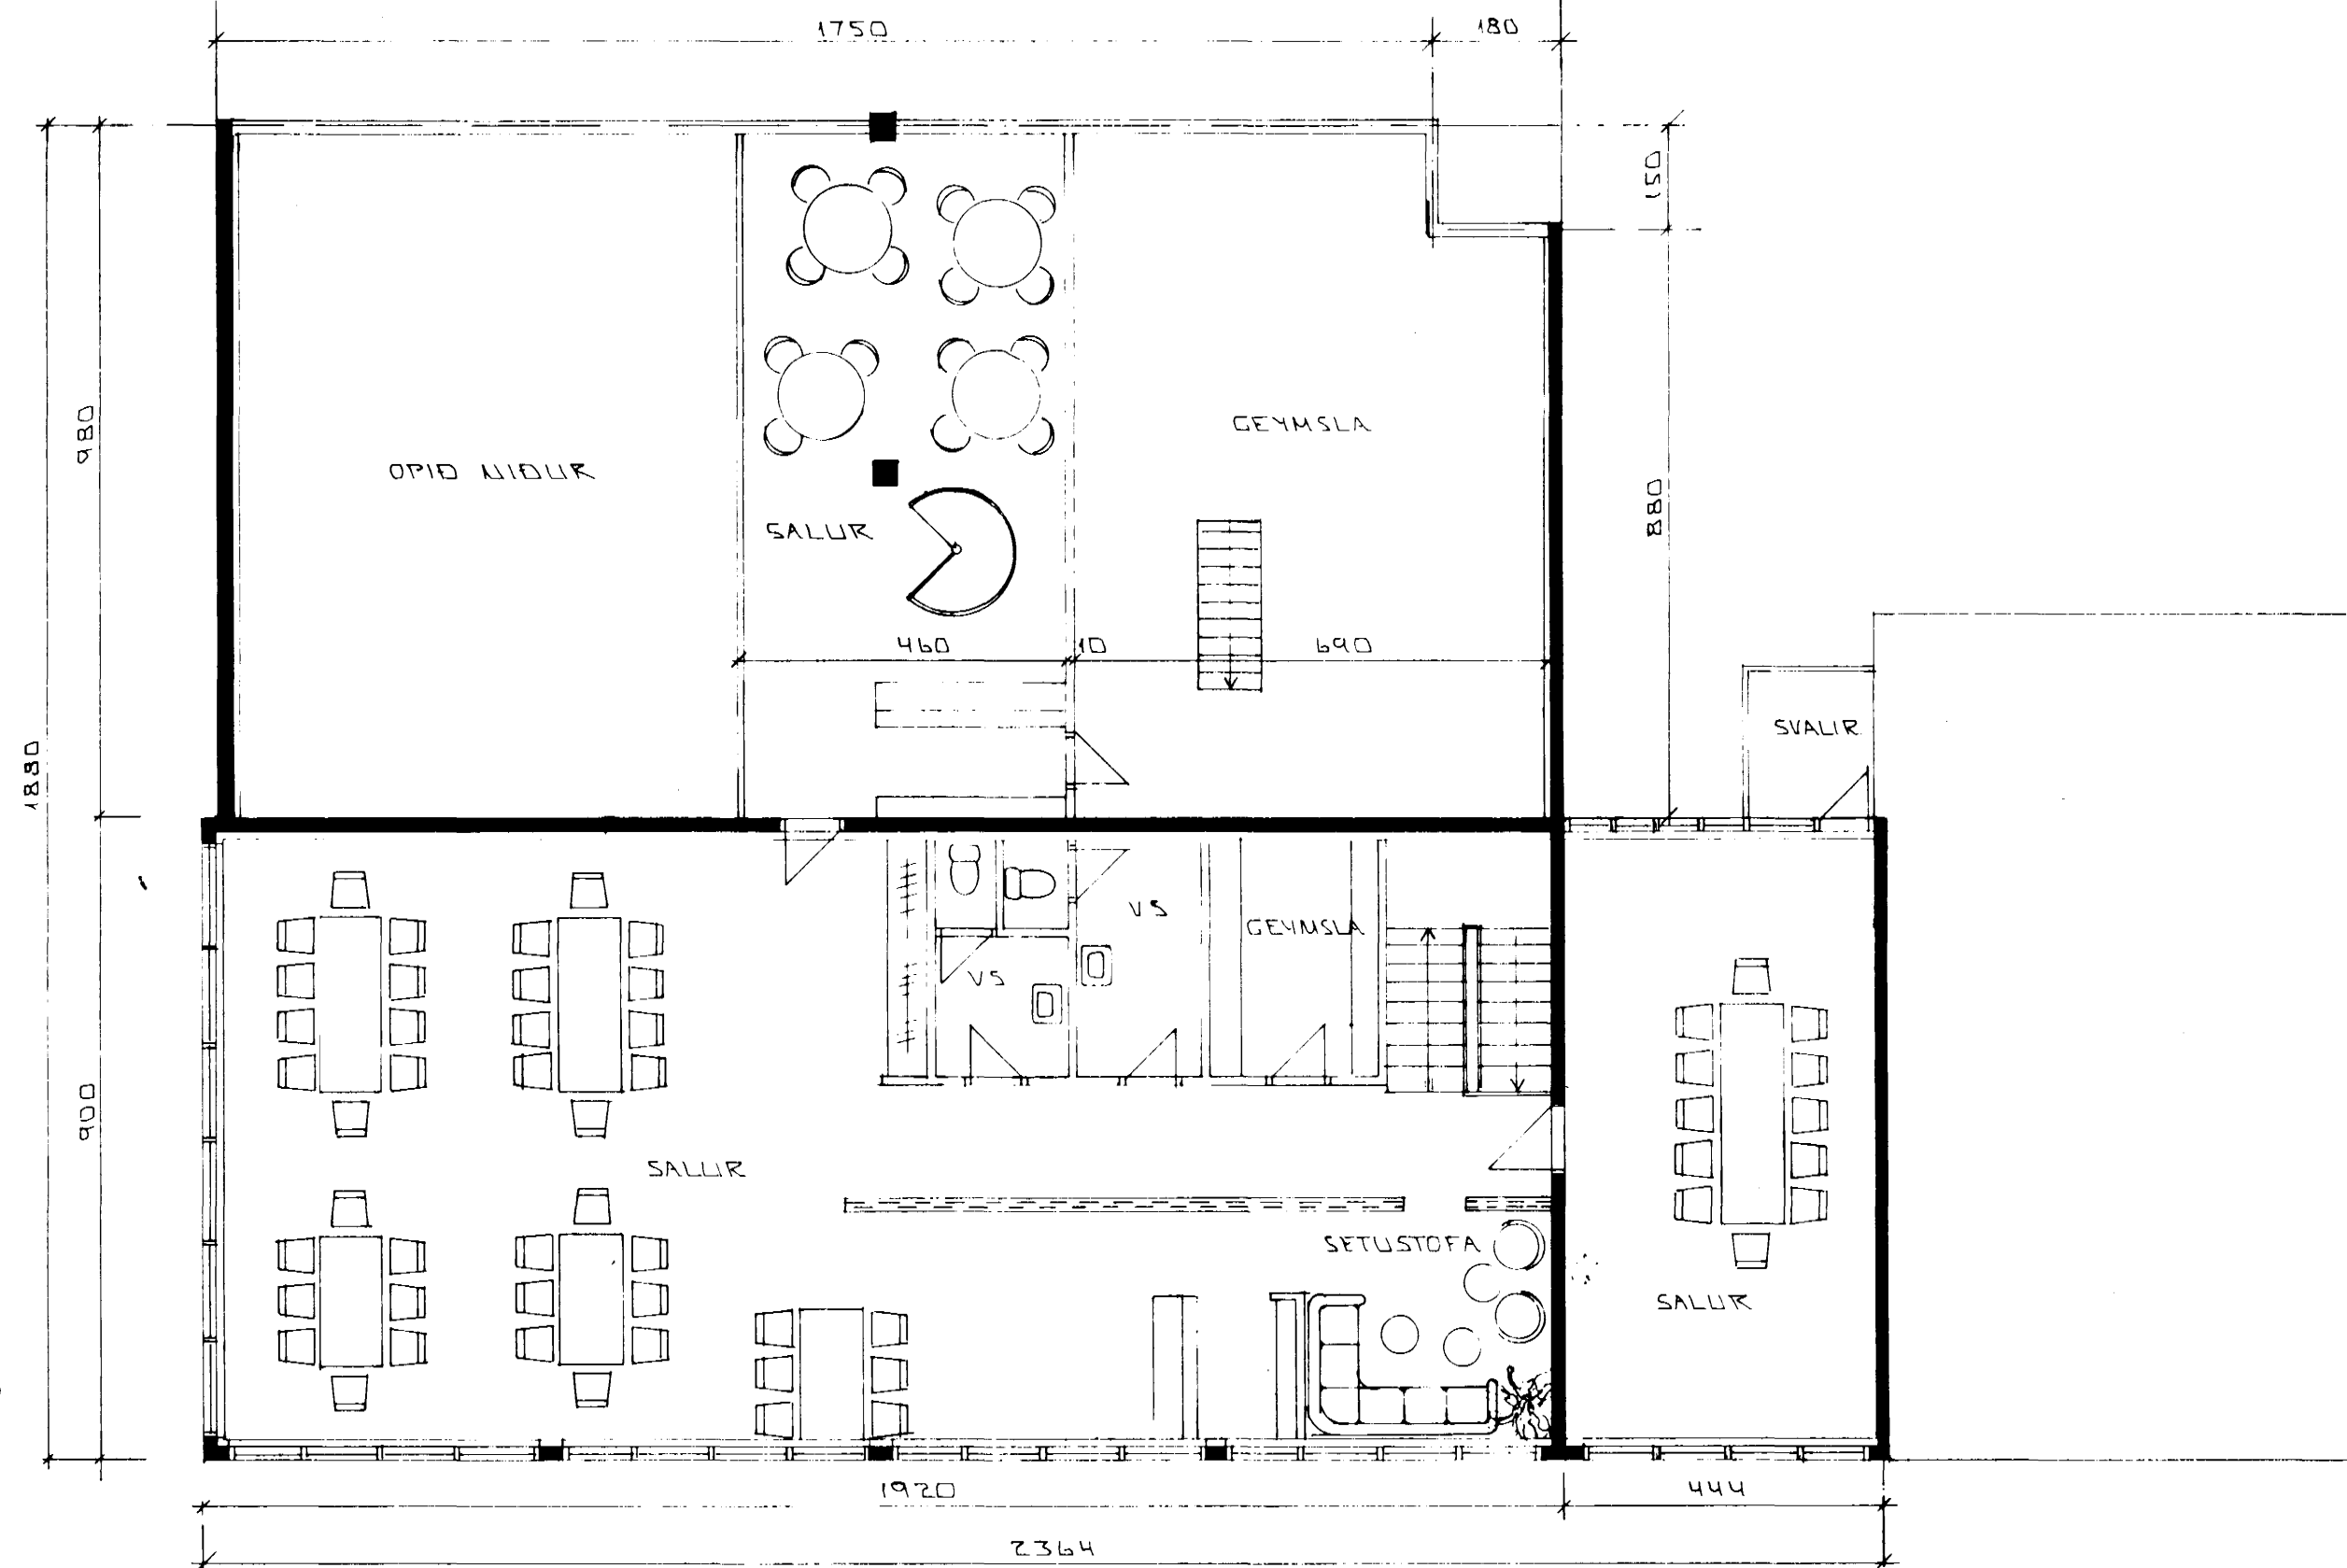 1750
180
150
980
GEYMSLA
OPIÐ NIÐUR
880
SALUR
460
10
690
SVALIR
1880
VS
GEYMSLA
VS
900
SALUR
SETUSTOFA
SALUR
1920
444
2364